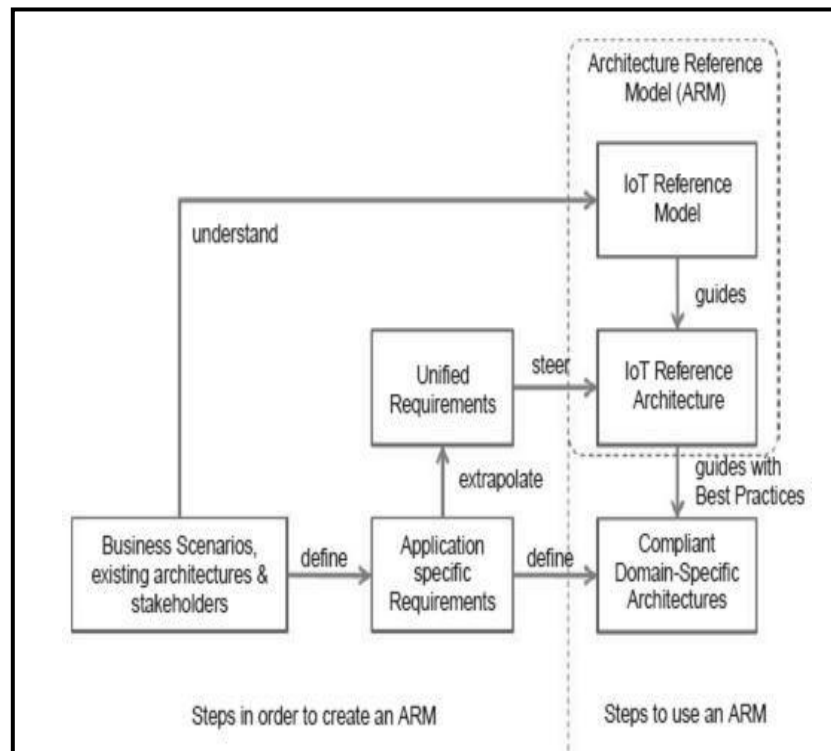 Architecture Reference
Model (ARM)
IoT Reference
Model
understand
guides
Unified
Requirements
steer
IoT Reference
Architecture
extrapolate
guides with
Best Practices
Business Scenarios,
existing architectures &
stakeholders
define
Application
specific
Requirements
define
Compliant
Domain-Specific
Architectures
Steps in order to create an ARM
Steps to use an ARM